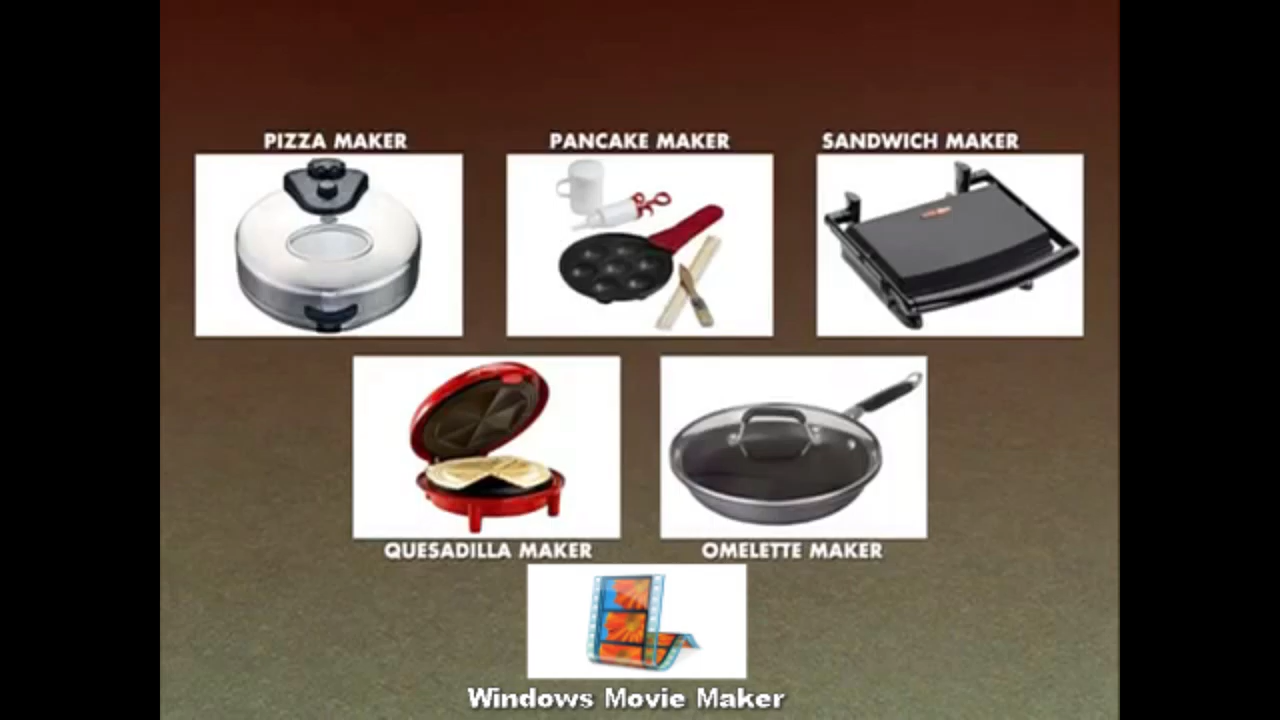 PIZZA MAKER
PANCAKE MAKER
SANDWICH MAKER
QUESADILLA MAKER
OMELETTE MAKER
Windows Movie Maker